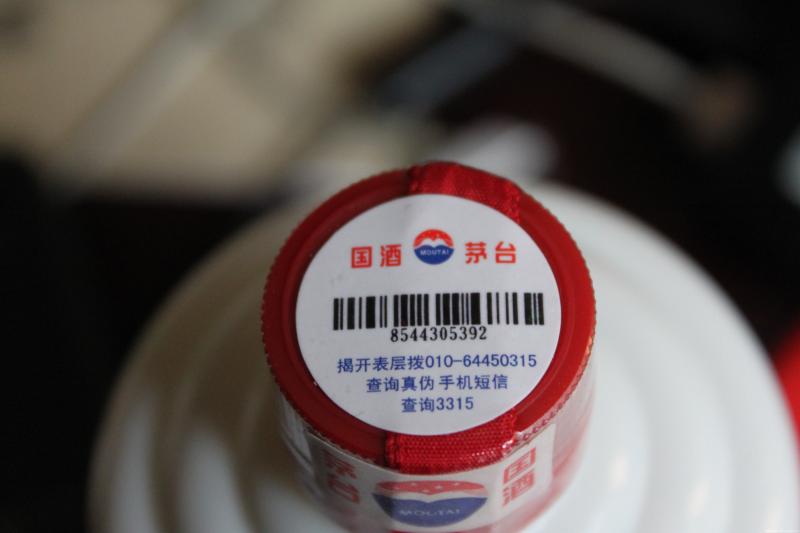 国酒 MOUTAI 茅台
8544305392
揭开表层拨010-64450315
查询真伪 手机短信
查询3315
茅台 MOUTAI 国酒